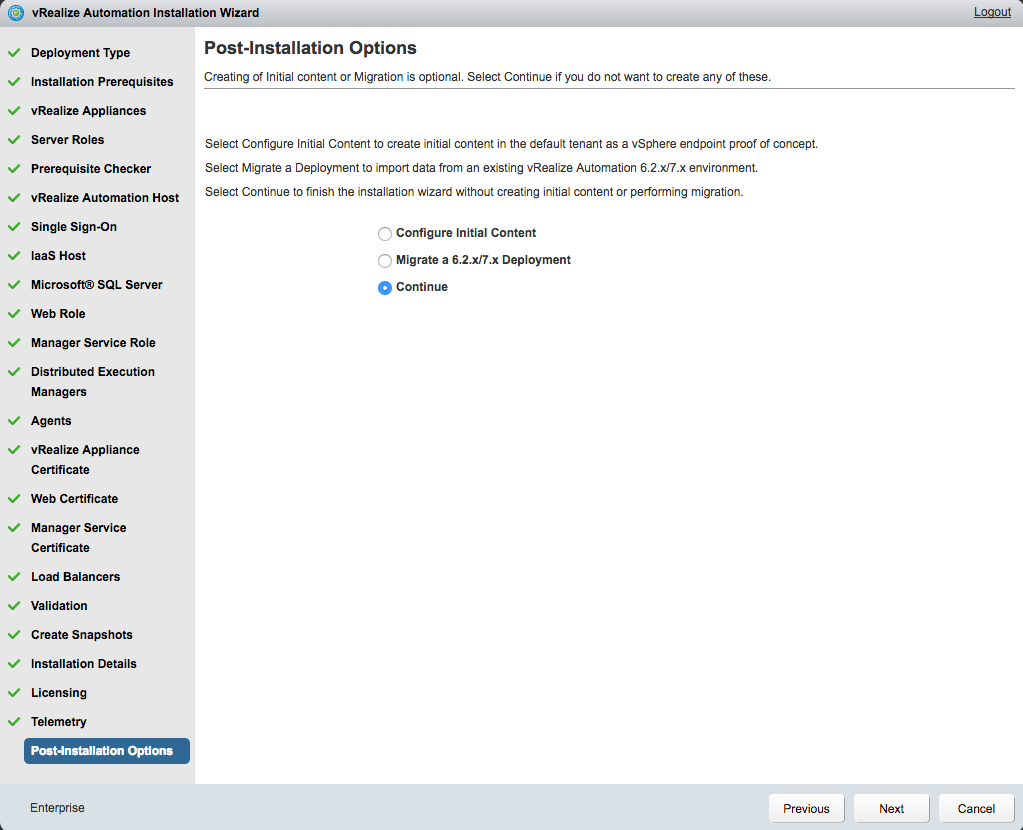 vRealize Automation Installation Wizard
Logout
Deployment Type
Installation Prerequisites
vRealize Appliances
Server Roles
Prerequisite Checker
vRealize Automation Host
Single Sign-On
IaaS Host
Microsoft® SQL Server
Web Role
Manager Service Role
Distributed Execution
Managers
Agents
vRealize Appliance
Certificate
Web Certificate
Manager Service
Certificate
Load Balancers
Validation
Create Snapshots
Installation Details
Licensing
Telemetry
Post-Installation Options
Post-Installation Options
Creating of Initial content or Migration is optional. Select Continue if you do not want to create any of these.
Select Configure Initial Content to create initial content in the default tenant as a vSphere endpoint proof of concept.
Select Migrate a Deployment to import data from an existing vRealize Automation 6.2.x/7.x environment.
Select Continue to finish the installation wizard without creating initial content or performing migration.
Configure Initial Content
Migrate a 6.2.x/7.x Deployment
Continue
Enterprise
Previous
Next
Cancel